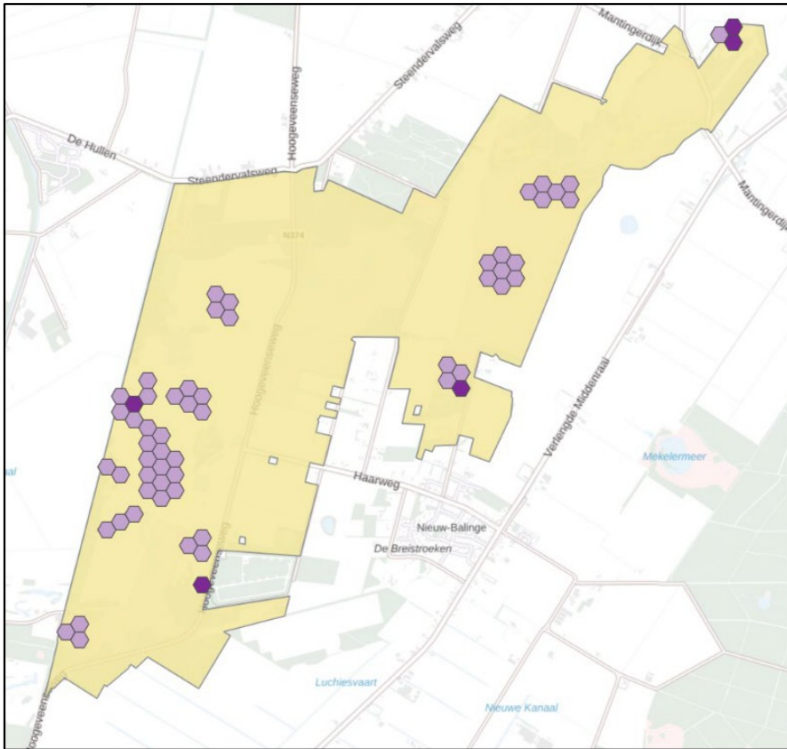 Mantingerdijk
Steendervalsweg
Hoogeveenseweg
De Hullen
Steendervalsweg
Mantingerdijk
N374
Hoogeveenseweg
Verlengde Middenraai
Mekelermeer
Haarweg
Nieuw-Balinge
De Breistroeken
Luchiesvaart
Nieuwe Kanaal